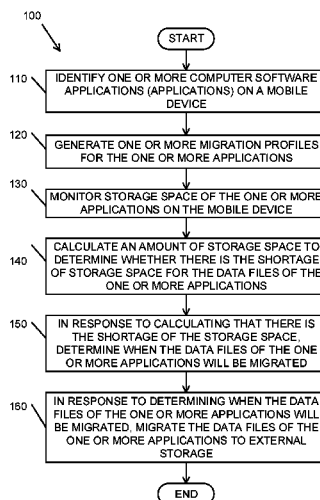 100
START
110
IDENTIFY ONE OR MORE COMPUTER SOFTWARE
APPLICATIONS (APPLICATIONS) ON A MOBILE
DEVICE
120
GENERATE ONE OR MORE MIGRATION PROFILES
FOR THE ONE OR MORE APPLICATIONS
130
MONITOR STORAGE SPACE OF THE ONE OR MORE
APPLICATIONS ON THE MOBILE DEVICE
140
CALCULATE AN AMOUNT OF STORAGE SPACE TO
DETERMINE WHETHER THERE IS THE SHORTAGE
OF STORAGE SPACE FOR THE DATA FILES OF THE
ONE OR MORE APPLICATIONS
150
IN RESPONSE TO CALCULATING THAT THERE IS
THE SHORTAGE OF THE STORAGE SPACE,
DETERMINE WHEN THE DATA FILES OF THE ONE
OR MORE APPLICATIONS WILL BE MIGRATED
160
IN RESPONSE TO DETERMINING WHEN THE DATA
FILES OF THE ONE OR MORE APPLICATIONS WILL
BE MIGRATED, MIGRATE THE DATA FILES OF THE
ONE OR MORE APPLICATIONS TO EXTERNAL
STORAGE
END